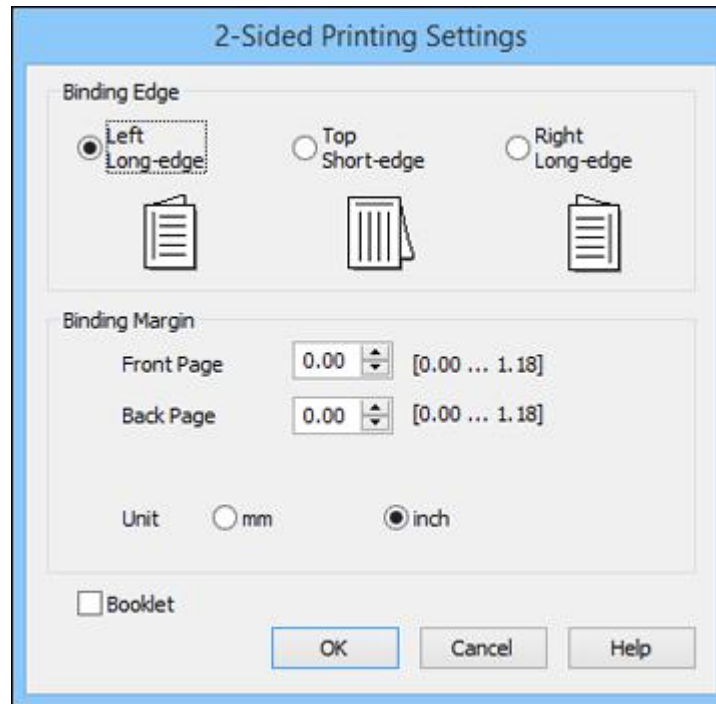 2-Sided Printing Settings
Binding Edge
Left
Long-edge
Top
Short-edge
Right
Long-edge
Binding Margin
Front Page 0.00 [0.00 ... 1.18]
Back Page 0.00 [0.00 ... 1.18]
Unit mm inch
Booklet
OK Cancel Help